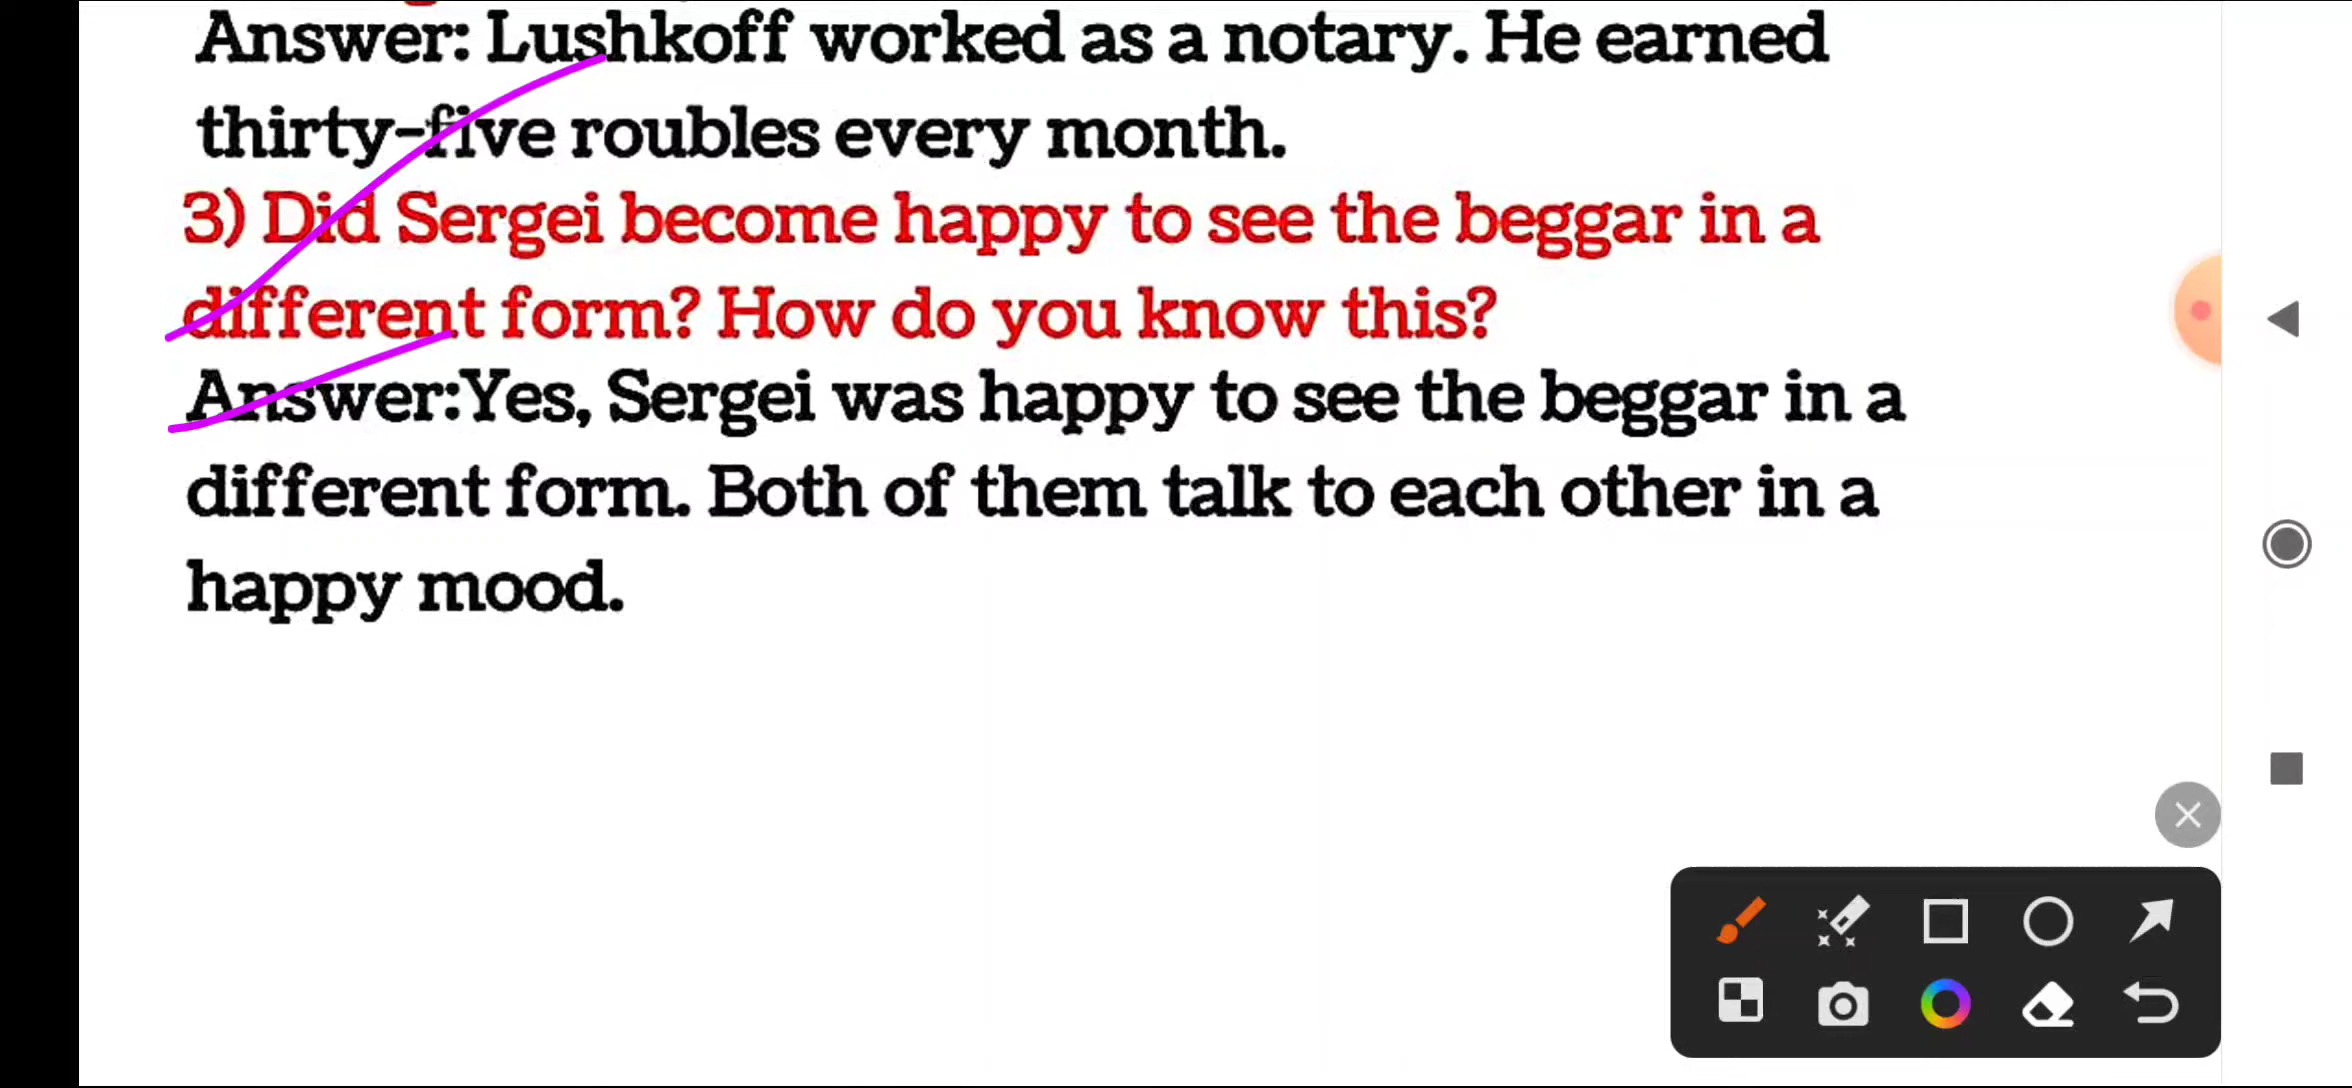 Answer: Lushkoff worked as a notary. He earned
thirty-five roubles every month.
3) Did Sergei become happy to see the beggar in a
different form? How do you know this?
Answer:Yes, Sergei was happy to see the beggar in a
different form. Both of them talk to each other in a
happy mood.